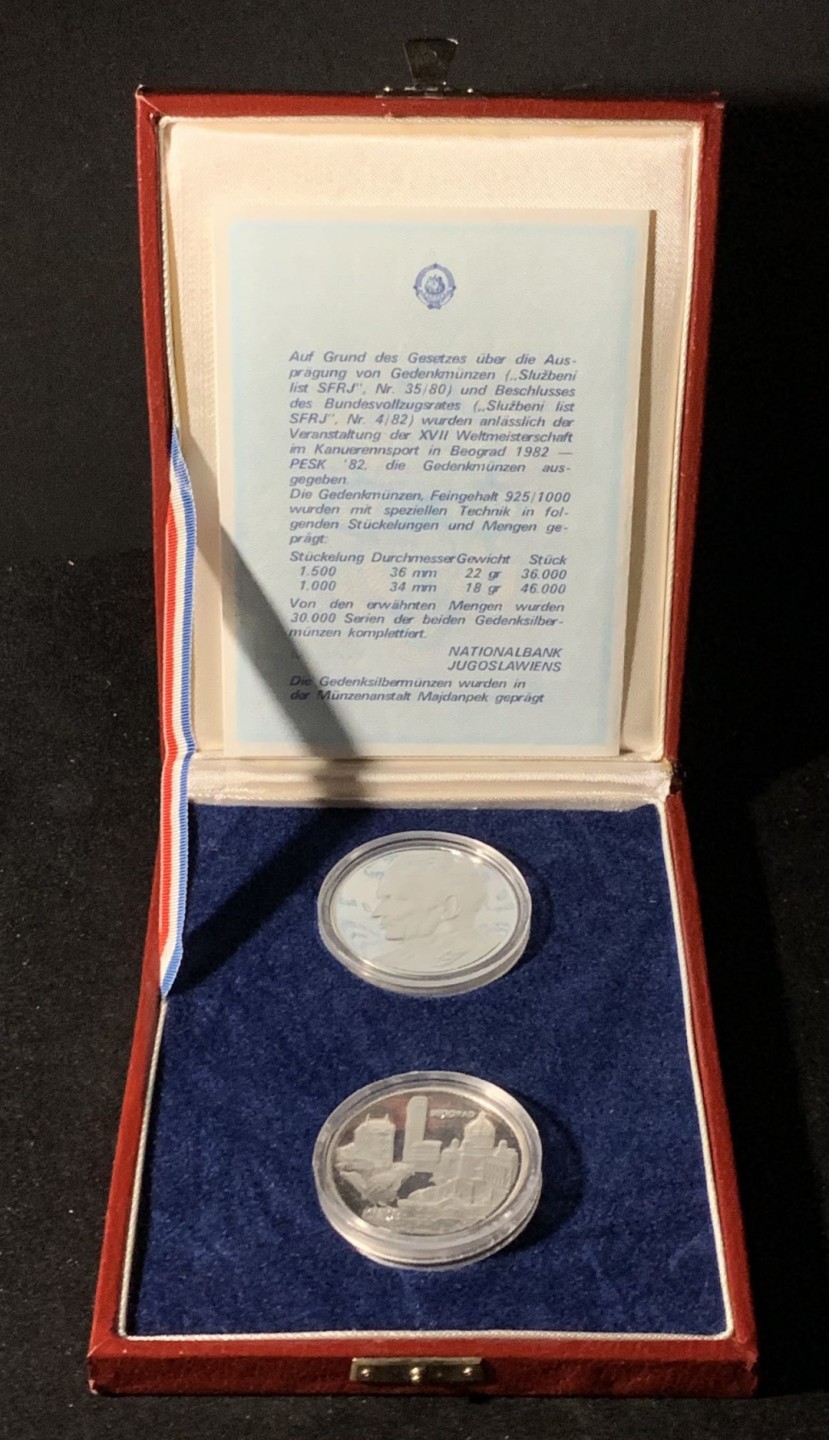 Auf Grund des Gesetzes über die Aus-
prägung von Gedenkmünzen („Službeni
list SFRJ", Nr. 35/80) und Beschlusses
des Bundesvollzugsrates („Službeni list
SFRJ", Nr. 4/82) wurden anlässlich der
Veranstaltung der XVII Weltmeisterschaft
im Kanuerennsport in Beograd 1982 —
PESK '82, die Gedenkmünzen aus-
gegeben.
Die Gedenkmünzen, Feingehalt 925/1000
wurden mit speziellen Technik in fol-
genden Stückelungen und Mengen ge-
prägt:
Stückelung Durchmesser Gewicht Stück
1.500 36 mm 22 gr 36.000
1.000 34 mm 18 gr 46.000
Von den erwähnten Mengen wurden
30.000 Serien der beiden Gedenksilber-
münzen komplettiert.
NATIONALBANK
JUGOSLAWIENS
Die Gedenksilbermünzen wurden in
der Münzenanstalt Majdanpek geprägt
BEOGRAD